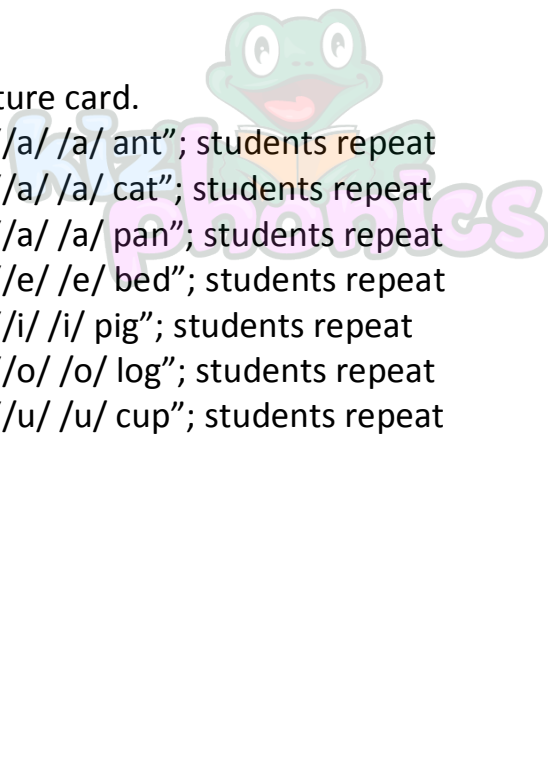 ture card.
/a/ /a/ ant”; students repeat
/a/ /a/ cat”; students repeat
/a/ /a/ pan”; students repeat
/e/ /e/ bed”; students repeat
/i/ /i/ pig”; students repeat
/o/ /o/ log”; students repeat
/u/ /u/ cup”; students repeat
kiz phonics